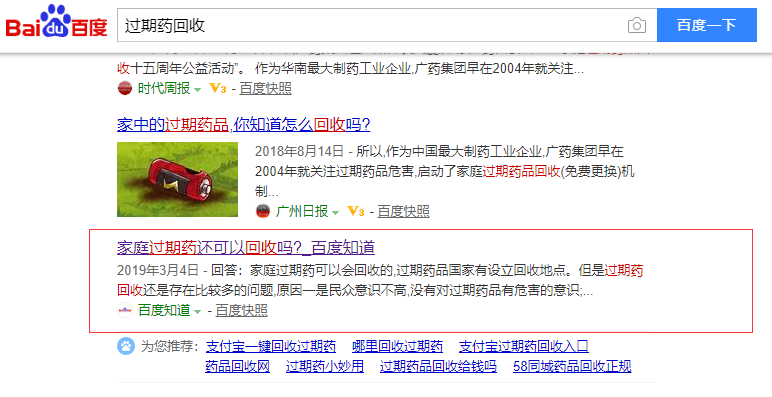 Bai du 百度
过期药回收
百度一下
收十五周年公益活动”。 作为华南最大制药工业企业,广药集团早在2004年就关注...
时代周报 V3 - 百度快照
家中的过期药品,你知道怎么回收吗?
2018年8月14日 - 所以,作为中国最大制药工业企业,广药集团早在
2004年就关注过期药品危害,启动了家庭过期药品回收(免费更换)机
制...
广州日报 V3 - 百度快照
家庭过期药还可以回收吗?_百度知道
2019年3月4日 - 回答：家庭过期药可以会回收的,过期药品国家有设立回收地点。但是过期药
回收还是存在比较多的问题,原因一是民众意识不高,没有对过期药品有危害的意识;...
百度知道 - 百度快照
为您推荐: 支付宝一键回收过期药 哪里回收过期药 支付宝过期药回收入口
药品回收网 过期药小妙用 过期药品回收给钱吗 58同城药品回收正规